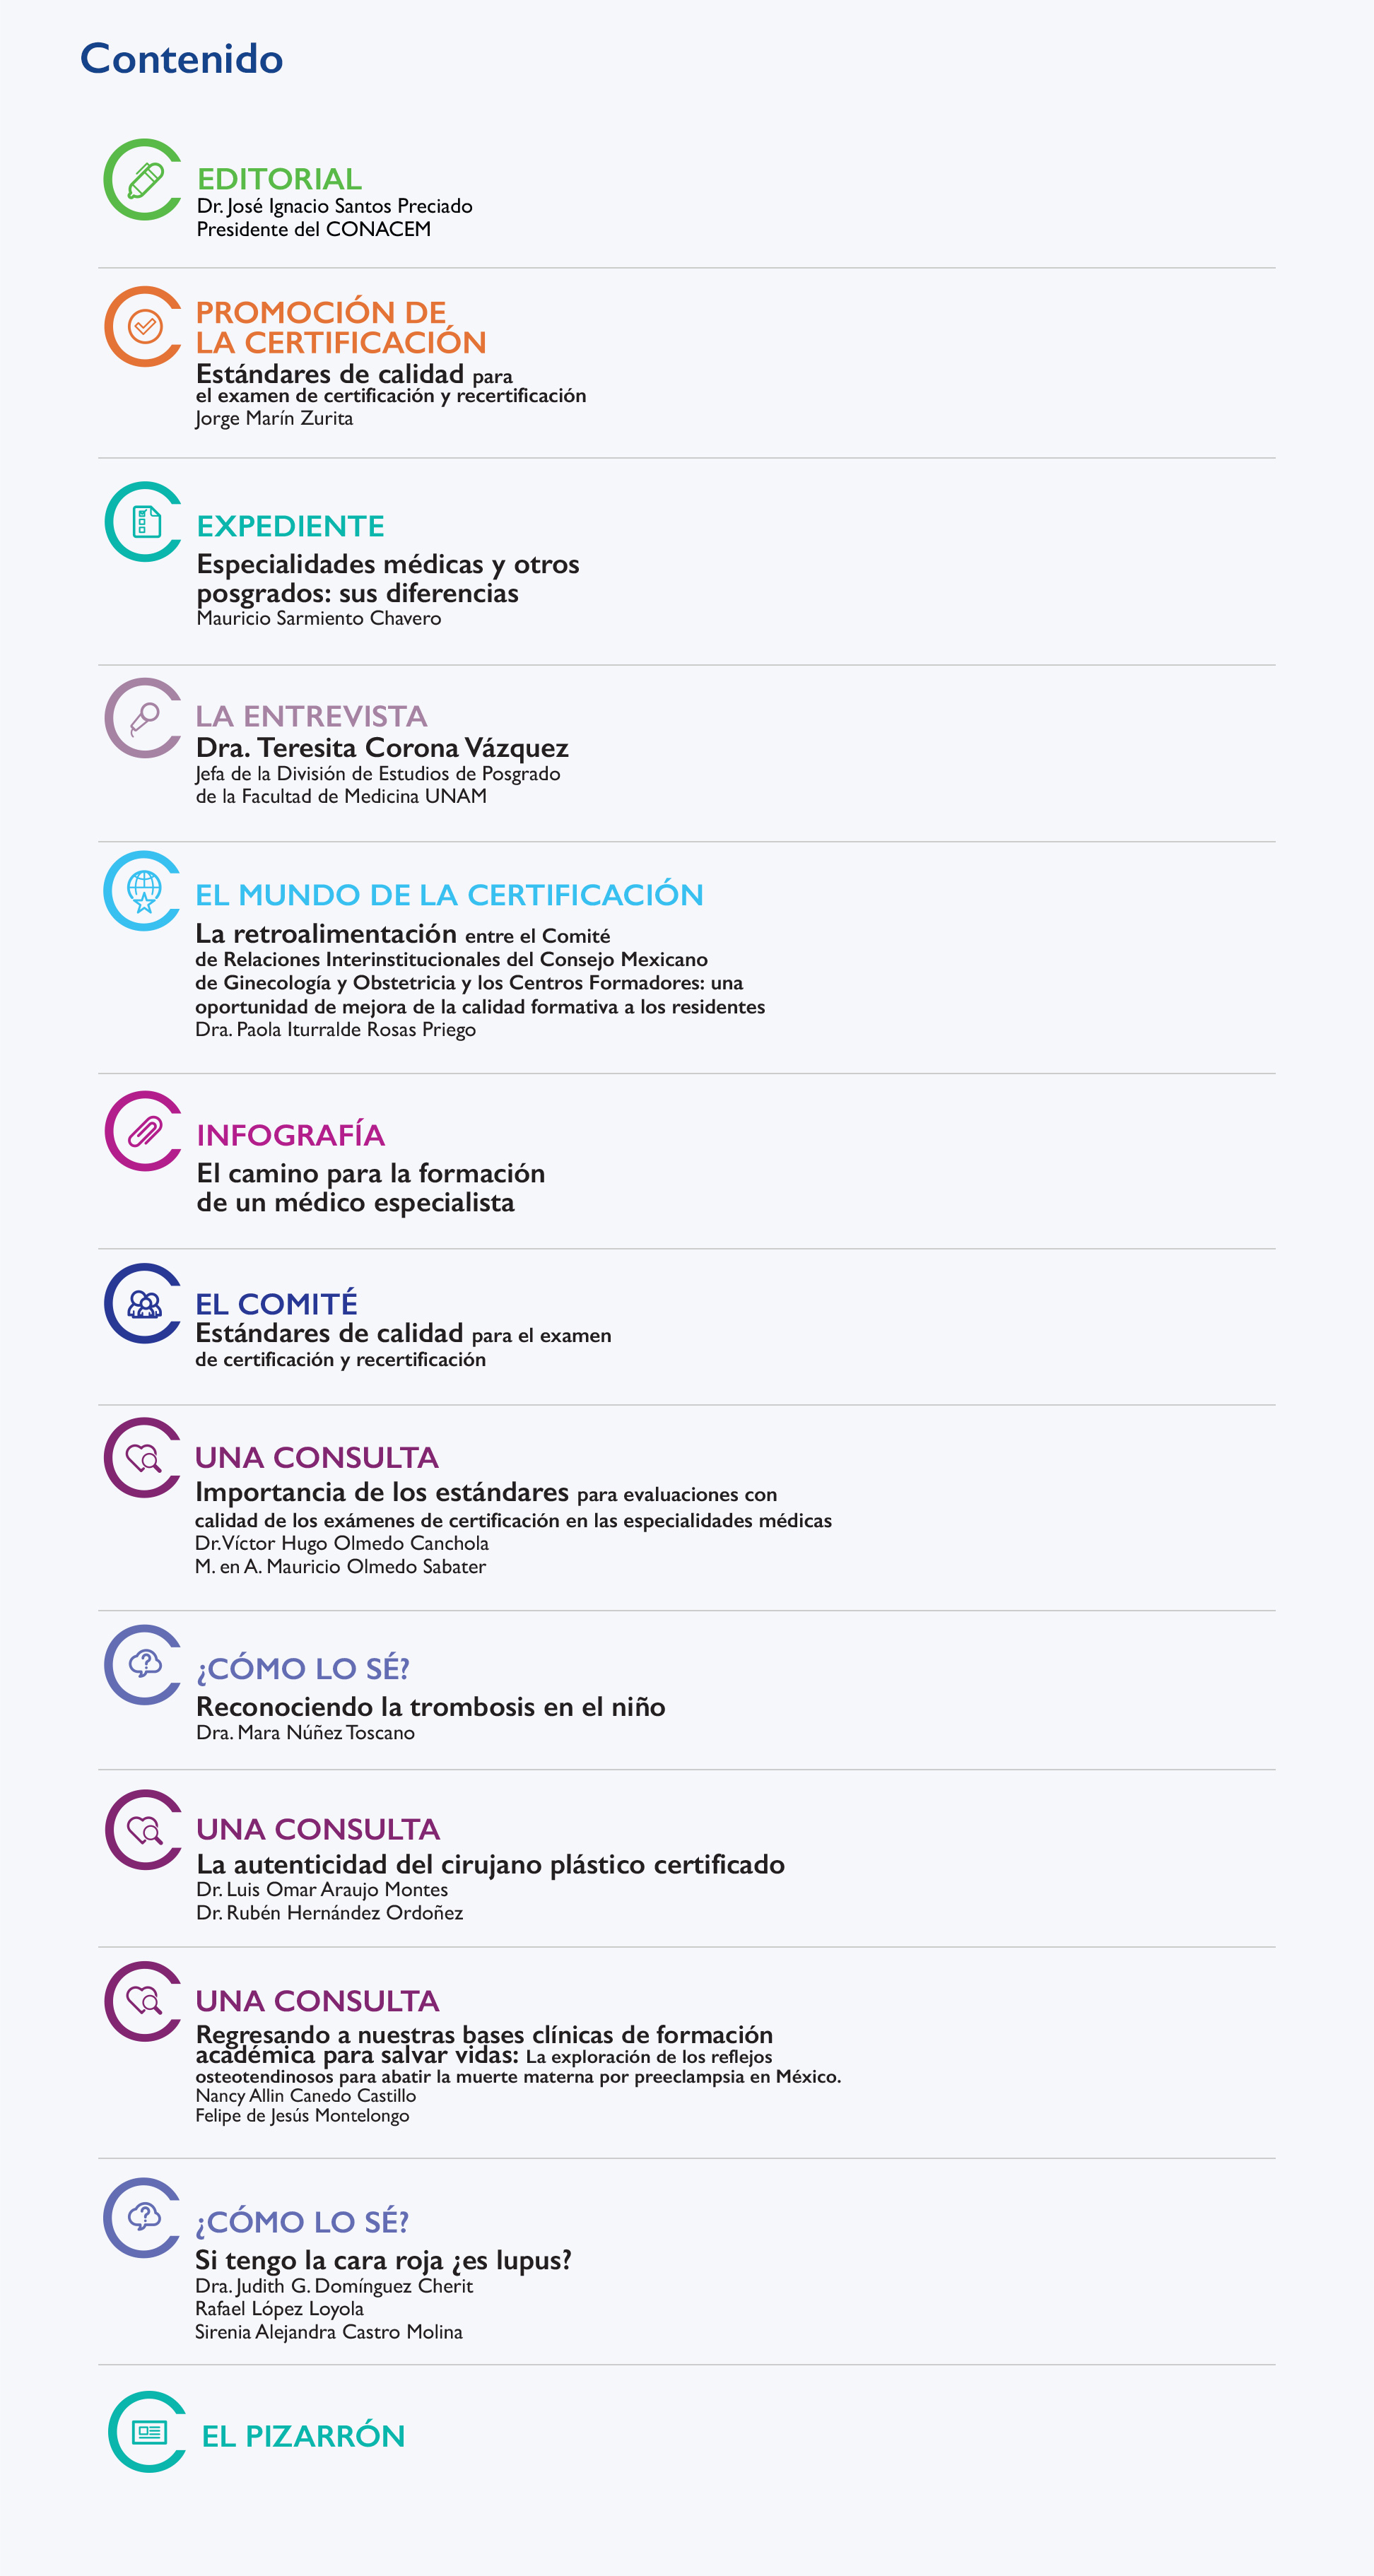 Contenido
EDITORIAL
Dr. José Ignacio Santos Preciado
Presidente del CONACEM
PROMOCIÓN DE
LA CERTIFICACIÓN
Estándares de calidad para
el examen de certificación y recertificación
Jorge Marín Zurita
EXPEDIENTE
Especialidades médicas y otros
posgrados: sus diferencias
Mauricio Sarmiento Chavero
LA ENTREVISTA
Dra. Teresita Corona Vázquez
Jefa de la División de Estudios de Posgrado
de la Facultad de Medicina UNAM
EL MUNDO DE LA CERTIFICACIÓN
La retroalimentación entre el Comité
de Relaciones Interinstitucionales del Consejo Mexicano
de Ginecología y Obstetricia y los Centros Formadores: una
oportunidad de mejora de la calidad formativa a los residentes
Dra. Paola Iturralde Rosas Priego
INFOGRAFÍA
El camino para la formación
de un médico especialista
EL COMITÉ
Estándares de calidad para el examen
de certificación y recertificación
UNA CONSULTA
Importancia de los estándares para evaluaciones con
calidad de los exámenes de certificación en las especialidades médicas
Dr. Víctor Hugo Olmedo Canchola
M. en A. Mauricio Olmedo Sabater
¿CÓMO LO SÉ?
Reconociendo la trombosis en el niño
Dra. Mara Núñez Toscano
UNA CONSULTA
La autenticidad del cirujano plástico certificado
Dr. Luis Omar Araujo Montes
Dr. Rubén Hernández Ordoñez
UNA CONSULTA
Regresando a nuestras bases clínicas de formación
académica para salvar vidas: La exploración de los reflejos
osteotendinosos para abatir la muerte materna por preeclampsia en México.
Nancy Allin Canedo Castillo
Felipe de Jesús Montelongo
¿CÓMO LO SÉ?
Si tengo la cara roja ¿es lupus?
Dra. Judith G. Domínguez Cherit
Rafael López Loyola
Sirenia Alejandra Castro Molina
EL PIZARRÓN